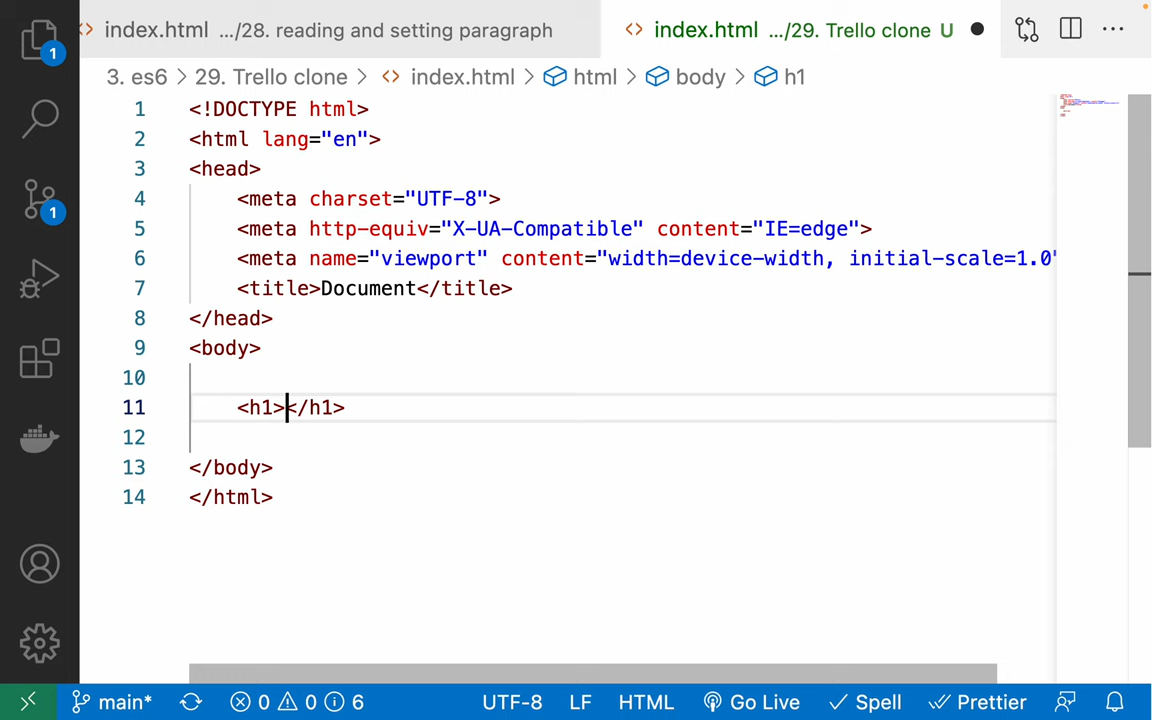 index.html .../28. reading and setting paragraph
index.html .../29. Trello clone U
3. es6 > 29. Trello clone > index.html > html > body > h1
1 <!DOCTYPE html>
2 <html lang="en">
3 <head>
4 <meta charset="UTF-8">
5 <meta http-equiv="X-UA-Compatible" content="IE=edge">
6 <meta name="viewport" content="width=device-width, initial-scale=1.0"
7 <title>Document</title>
8 </head>
9 <body>
10
11 <h1></h1>
12
13 </body>
14 </html>
1
1
main* 0 0 6 UTF-8 LF HTML Go Live Spell Prettier